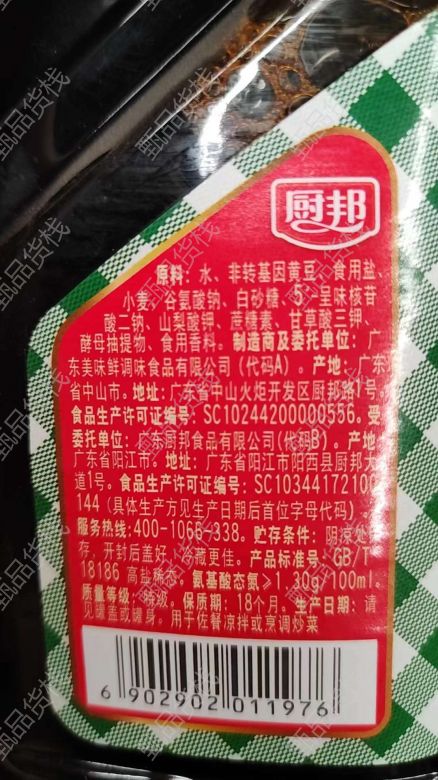 厨邦
原料：水、非转基因黄豆、食用盐、
小麦、谷氨酸钠、白砂糖、5'-呈味核苷
酸二钠、山梨酸钾、蔗糖素、甘草酸三钾、
酵母抽提物、食用香料。制造商及委托单位：广
东美味鲜调味食品有限公司（代码A）。产地：广东
省中山市。地址：广东省中山火炬开发区厨邦路1号。
食品生产许可证编号：SC10244200000556。受
委托单位：广东厨邦食品有限公司（代码B）。产地：
广东省阳江市。地址：广东省阳江市阳西县厨邦大
道1号。食品生产许可证编号：SC1034417210
144（具体生产方见生产日期后首位字母代码）。
服务热线：400-1068-338。贮存条件：阴凉处
存，开封后盖好，冷藏更佳。产品标准号：GB/T
18186 高盐稀态。氨基酸态氮≥1.30g/100ml。
质量等级：特级。保质期：18个月。生产日期：请
见罐盖或罐身。用于佐餐凉拌或烹调炒菜
6 902902 011976
甄品货栈